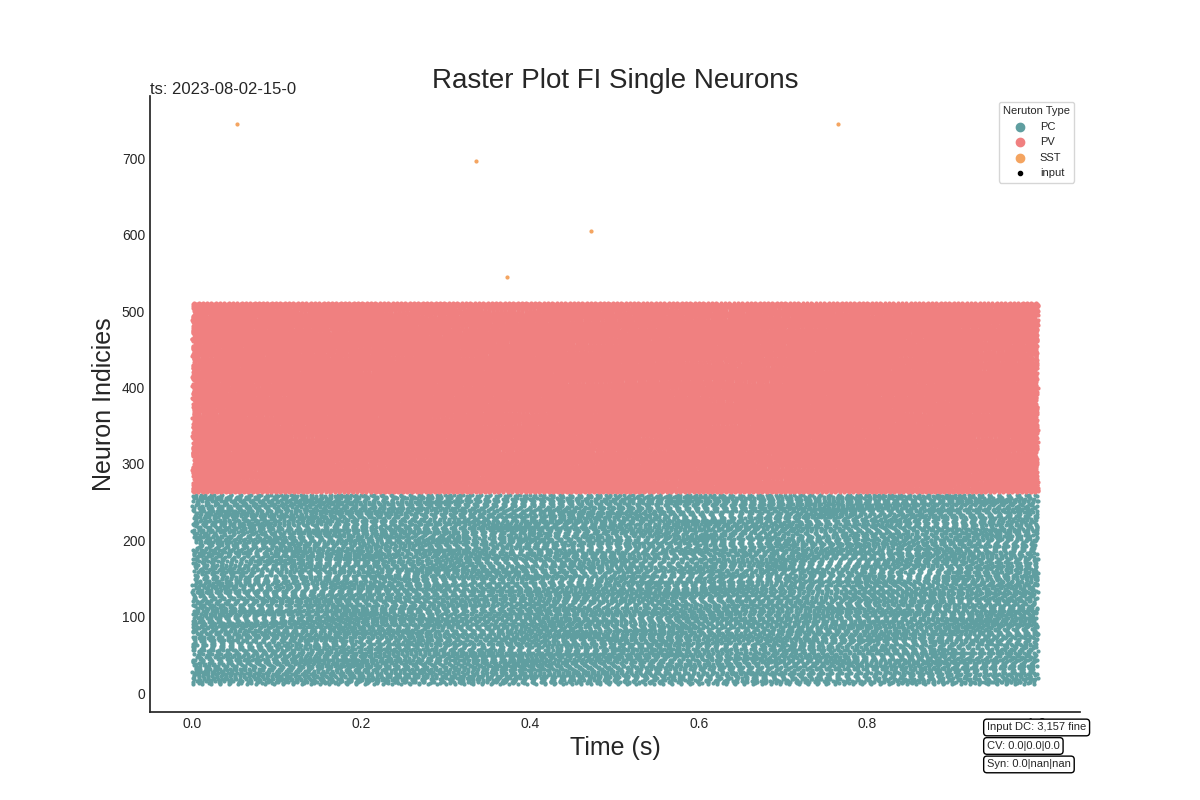 Raster Plot FI Single Neurons
ts: 2023-08-02-15-0
Neruton Type
PC
PV
SST
input
700
600
500
400
300
200
100
0
Neuron Indicies
0.0 0.2 0.4 0.6 0.8
Time (s)
Input DC: 3,157 fine
CV: 0.0|0.0|0.0
Syn: 0.0|nan|nan